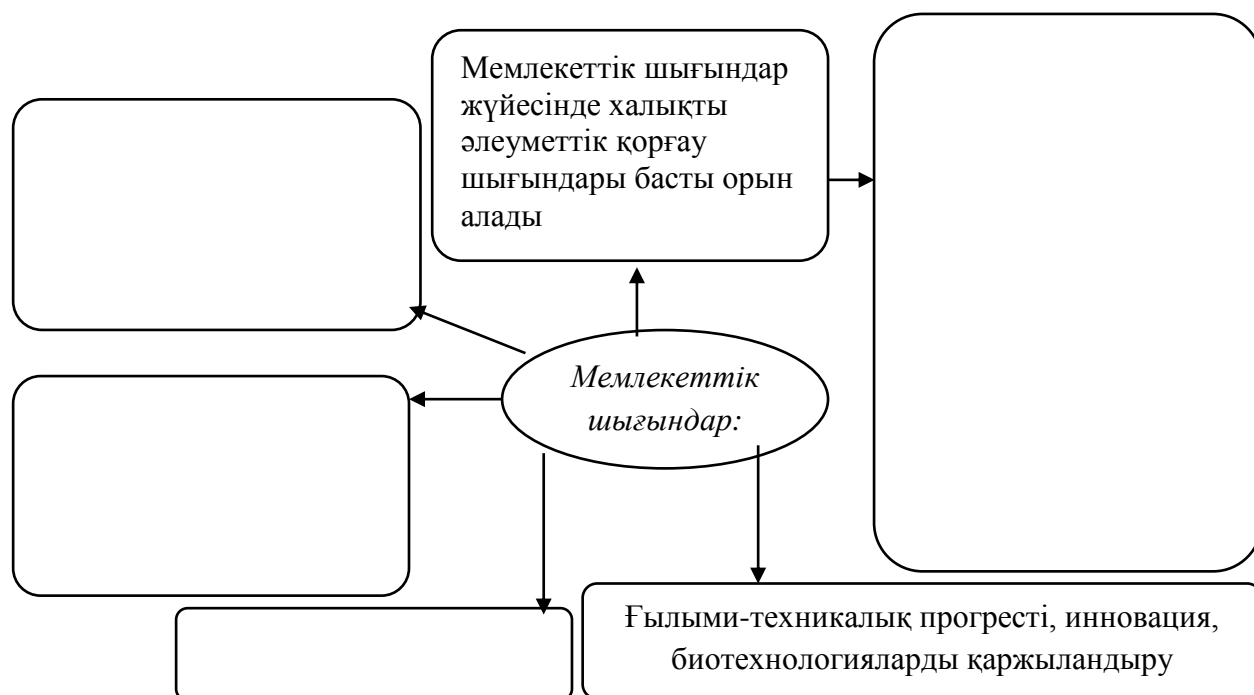 Мемлекеттік шығындар
жүйесінде халықты
әлеуметтік қорғау
шығындары басты орын
алады
Мемлекеттік
шығындар:
Ғылыми-техникалық прогресті, инновация,
биотехнологияларды қаржыландыру